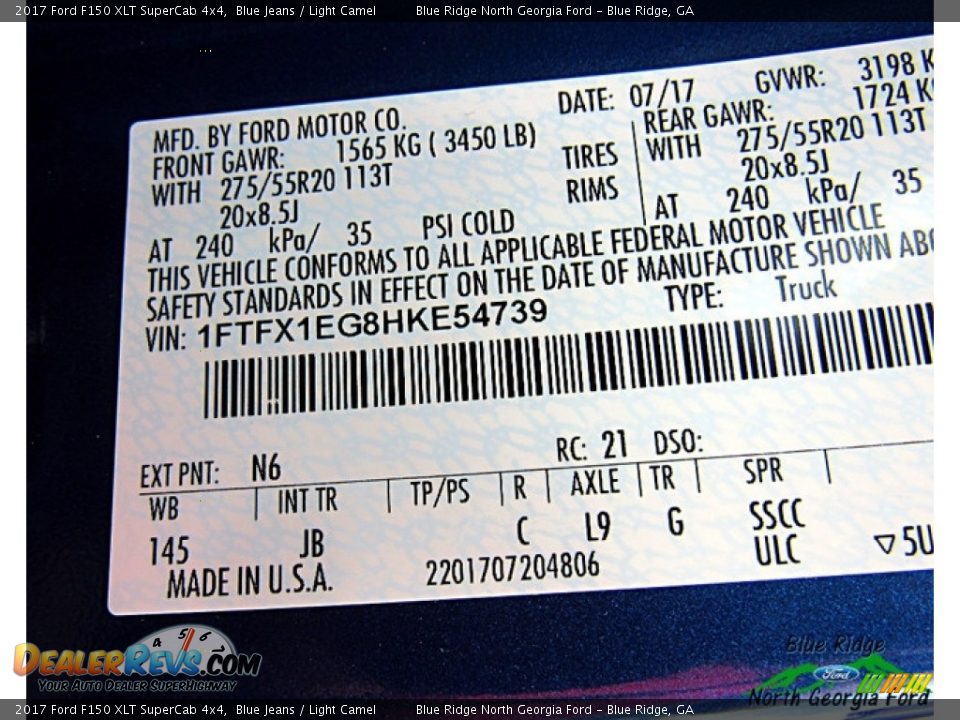 2017 Ford F150 XLT SuperCab 4x4, Blue Jeans / Light Camel Blue Ridge North Georgia Ford - Blue Ridge, GA
MFD. BY FORD MOTOR CO. DATE: 07/17 GVWR: 3198 K
FRONT GAWR: 1565 KG ( 3450 LB) REAR GAWR: 1724 K
WITH 275/55R20 113T TIRES WITH 275/55R20 113T
20x8.5J RIMS 20x8.5J
AT 240 kPa/ 35 PSI COLD AT 240 kPa/ 35
THIS VEHICLE CONFORMS TO ALL APPLICABLE FEDERAL MOTOR VEHICLE
SAFETY STANDARDS IN EFFECT ON THE DATE OF MANUFACTURE SHOWN
VIN: 1FTFX1EG8HKE54739 TYPE: Truck
EXT PNT: N6 RC: 21 DSO:
WB INT TR TP/PS R AXLE TR SPR
145 JB C L9 G SSCC
ULC ▽5U
MADE IN U.S.A. 2201707204806
4 5 6
DEALERREVS.COM
YOUR AUTO DEALER SUPERHIGHWAY
Blue Ridge
Ford
North Georgia Ford
2017 Ford F150 XLT SuperCab 4x4, Blue Jeans / Light Camel Blue Ridge North Georgia Ford - Blue Ridge, GA